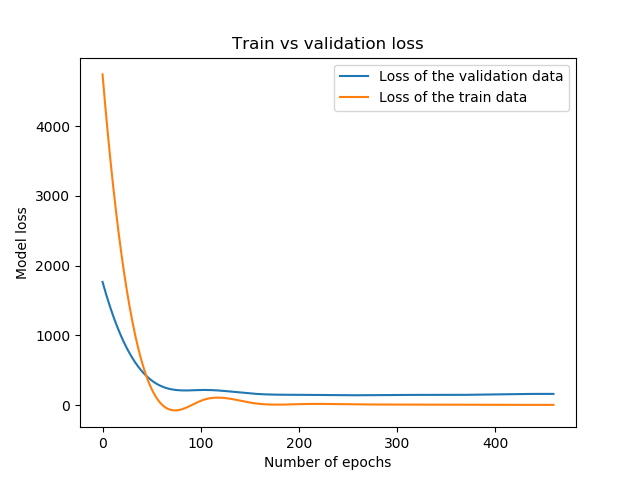 Train vs validation loss
Loss of the validation data
Loss of the train data
Model loss
4000
3000
2000
1000
0
0 100 200 300 400
Number of epochs